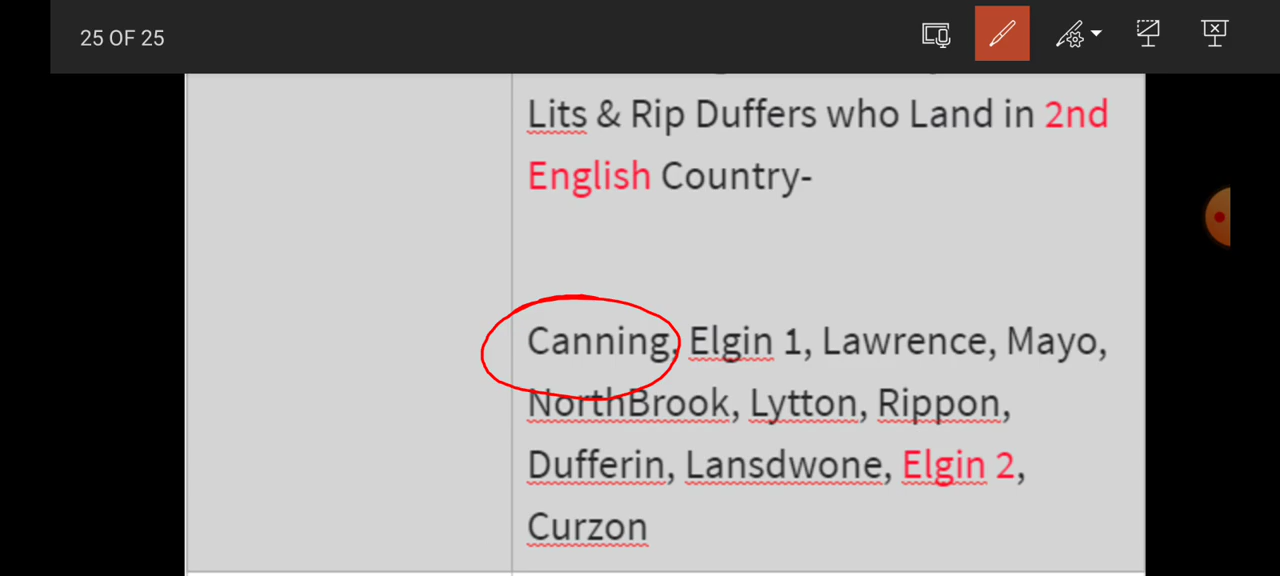 25 OF 25
Lits & Rip Duffers who Land in 2nd
English Country-
Canning, Elgin 1, Lawrence, Mayo,
NorthBrook, Lytton, Rippon,
Dufferin, Lansdwone, Elgin 2,
Curzon